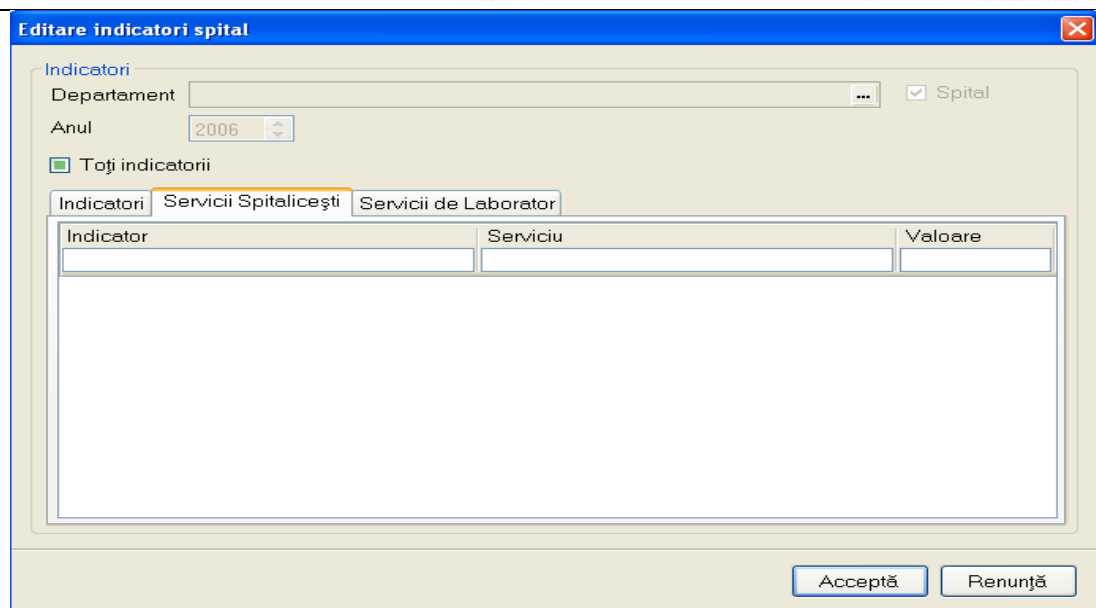 Editare indicatori spital
Indicatori
Departament ... Spital
Anul 2006
Toţi indicatorii
Indicatori Servicii Spitaliceşti Servicii de Laborator
Indicator Serviciu Valoare
Acceptă Renunţă